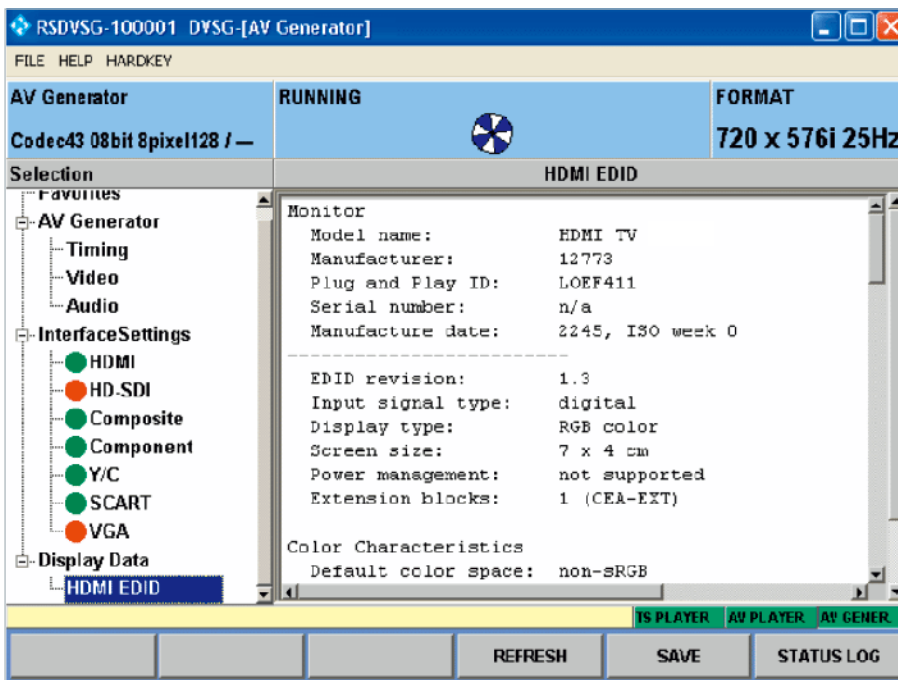 RSDVSG-100001 DVSG-[AV Generator]
FILE HELP HARDKEY
AV Generator
RUNNING
FORMAT
Codec43 08bit 8pixel128 / —
720 x 576i 25Hz
Selection
HDMI EDID
Favorites
AV Generator
Timing
Video
Audio
InterfaceSettings
HDMI
HD-SDI
Composite
Component
Y/C
SCART
VGA
Display Data
HDMI EDID
Monitor
Model name: HDMI TV
Manufacturer: 12773
Plug and Play ID: LOEF411
Serial number: n/a
Manufacture date: 2245, ISO week 0
EDID revision: 1.3
Input signal type: digital
Display type: RGB color
Screen size: 7 x 4 cm
Power management: not supported
Extension blocks: 1 (CEA-EXT)
Color Characteristics
Default color space: non-sRGB
TS PLAYER AV PLAYER AV GENER.
REFRESH SAVE STATUS LOG